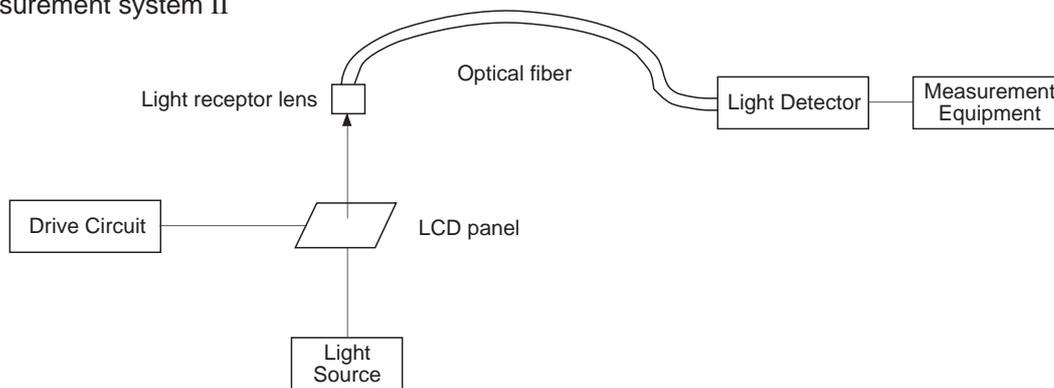 surement system II
Optical fiber
Light receptor lens
Light Detector
Measurement
Equipment
Drive Circuit
LCD panel
Light
Source